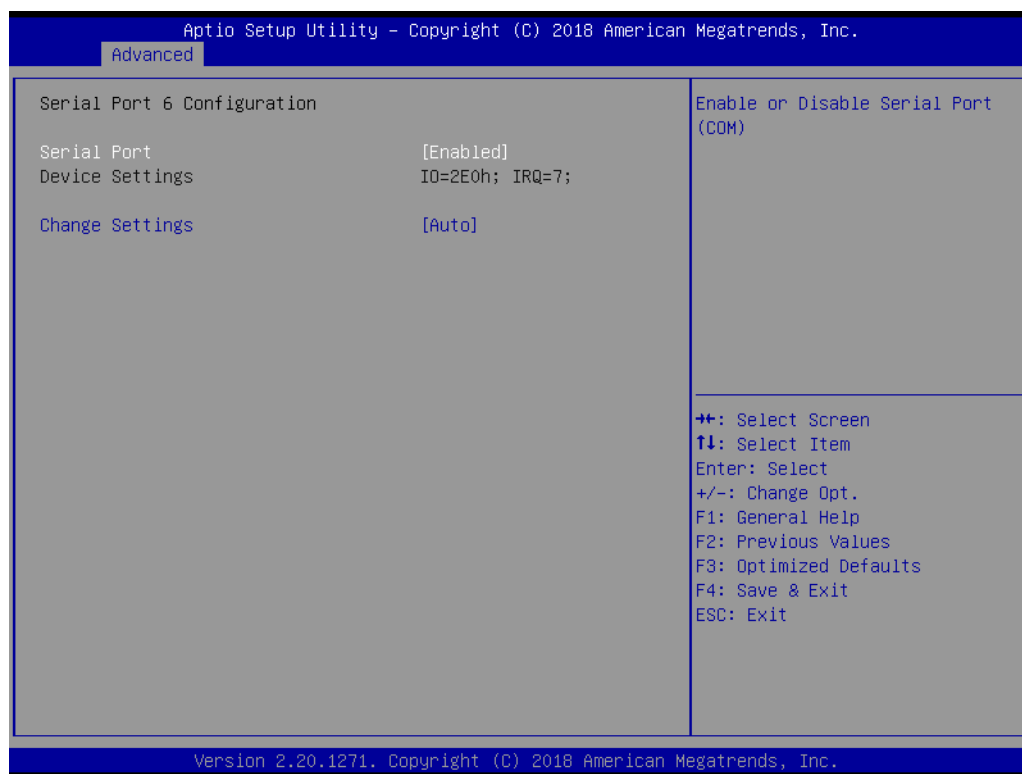 Aptio Setup Utility – Copyright (C) 2018 American Megatrends, Inc.
Advanced
Serial Port 6 Configuration
Serial Port [Enabled]
Device Settings IO=2E0h; IRQ=7;
Change Settings [Auto]
Enable or Disable Serial Port
(COM)
→←: Select Screen
↑↓: Select Item
Enter: Select
+/-: Change Opt.
F1: General Help
F2: Previous Values
F3: Optimized Defaults
F4: Save & Exit
ESC: Exit
Version 2.20.1271. Copyright (C) 2018 American Megatrends, Inc.